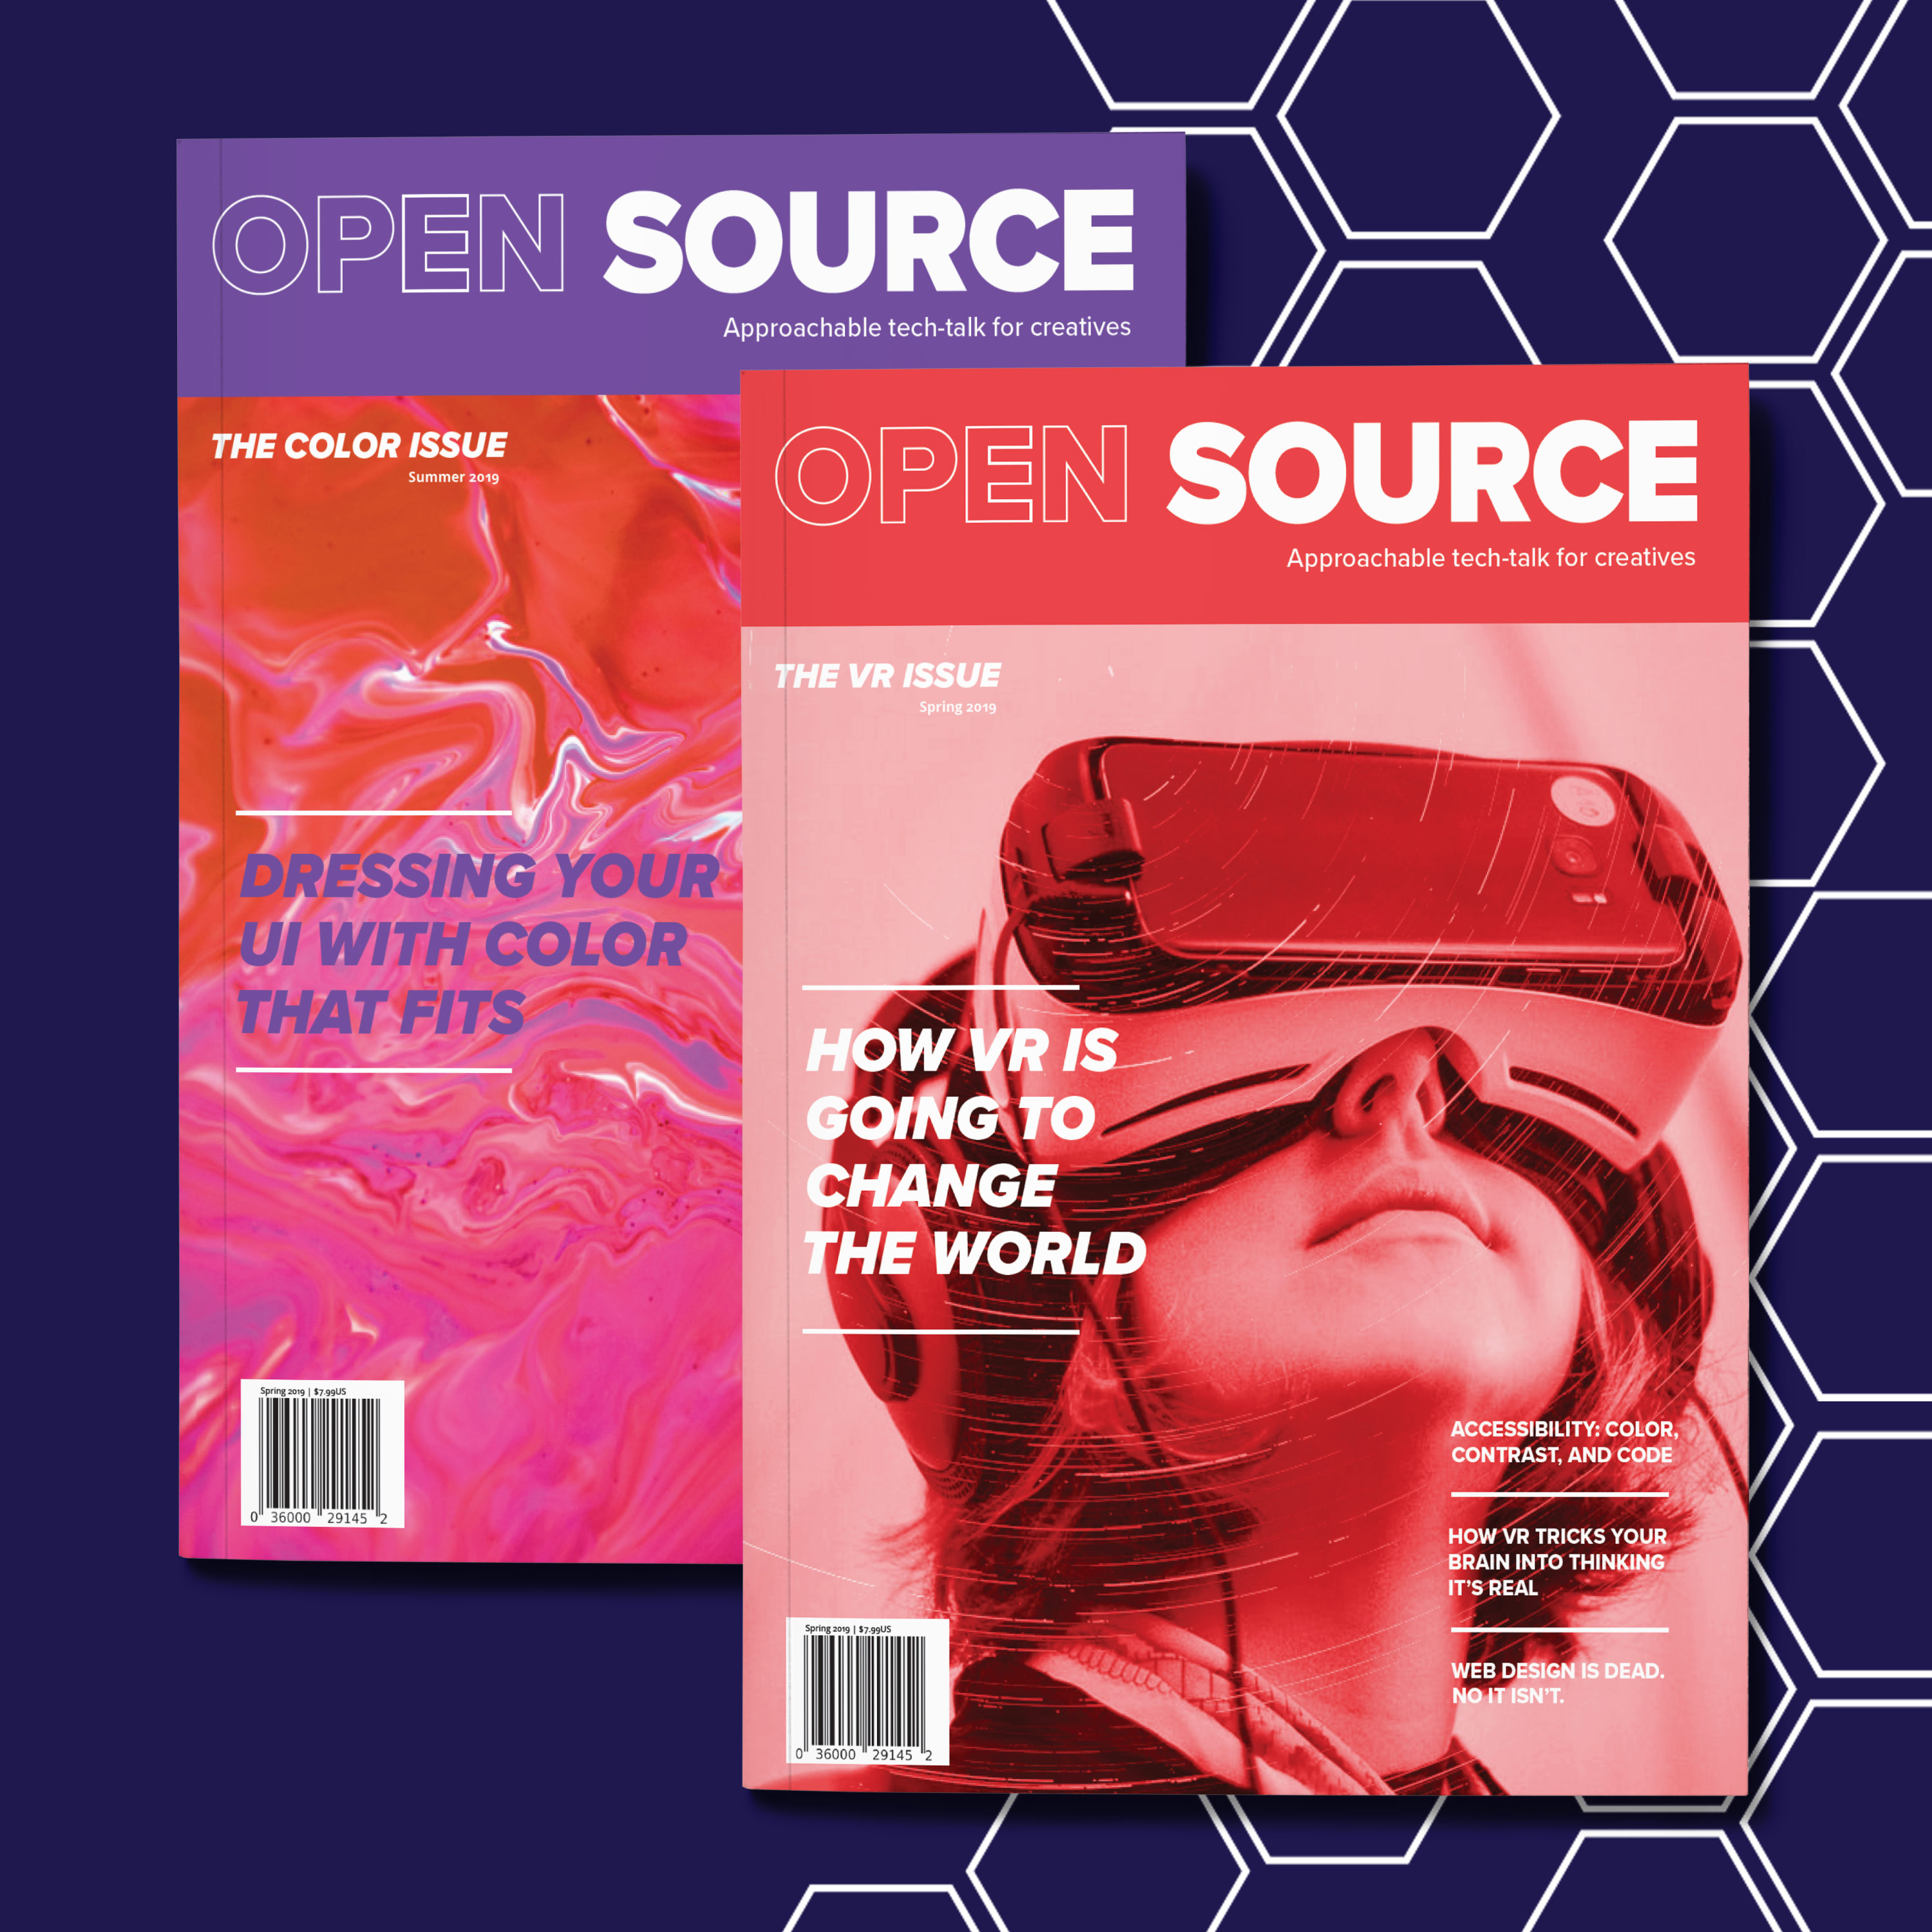 OPEN SOURCE
Approachable tech-talk for creatives
THE COLOR ISSUE
Summer 2019
DRESSING YOUR
UI WITH COLOR
THAT FITS
Spring 2019 | $7.99US
0 36000 29145 2
OPEN SOURCE
Approachable tech-talk for creatives
THE VR ISSUE
Spring 2019
HOW VR IS
GOING TO
CHANGE
THE WORLD
ACCESSIBILITY: COLOR,
CONTRAST, AND CODE
HOW VR TRICKS YOUR
BRAIN INTO THINKING
IT'S REAL
WEB DESIGN IS DEAD.
NO IT ISN'T.
Spring 2019 | $7.99US
0 36000 29145 2